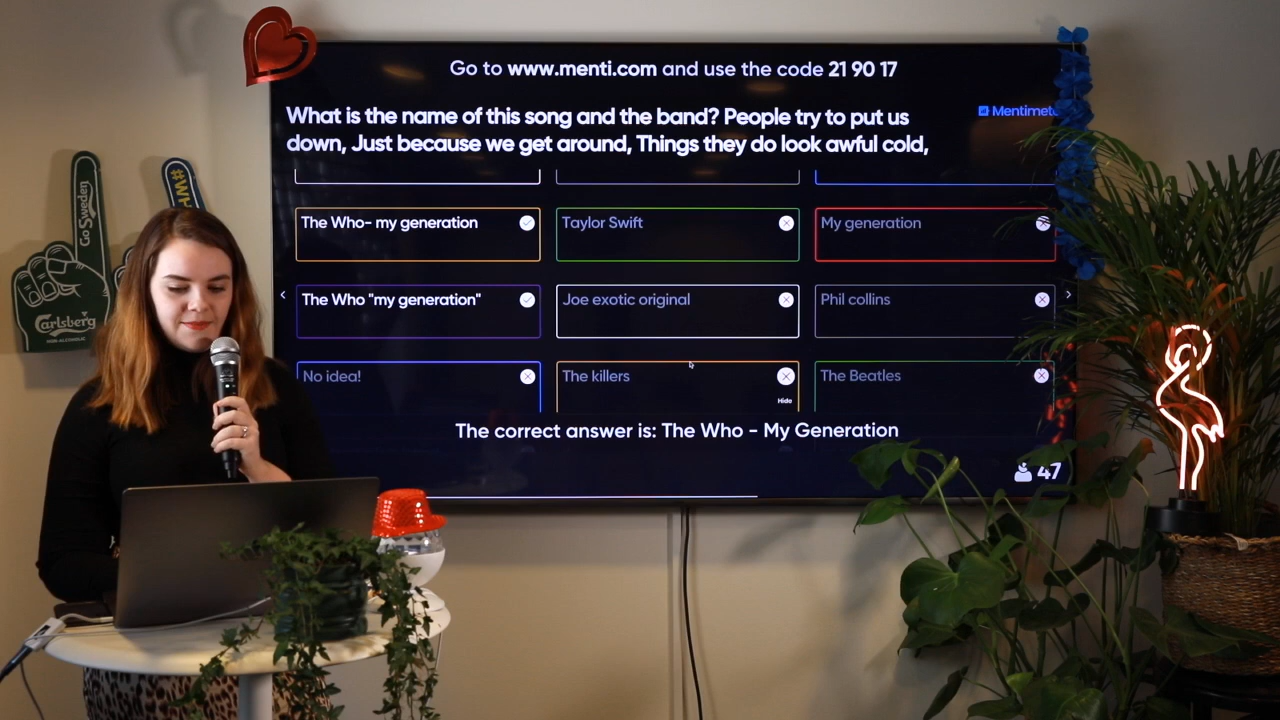 Go to www.menti.com and use the code 21 90 17
What is the name of this song and the band? People try to put us
down, Just because we get around, Things they do look awful cold,
Mentimete
The Who- my generation
Taylor Swift
My generation
The Who "my generation"
Joe exotic original
Phil collins
No idea!
The killers
Hide
The Beatles
The correct answer is: The Who - My Generation
47
Go Sweden
Carlsberg
NON-ALCOHOLIC